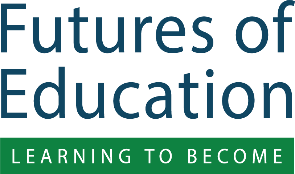 Futures of
Education
LEARNING TO BECOME